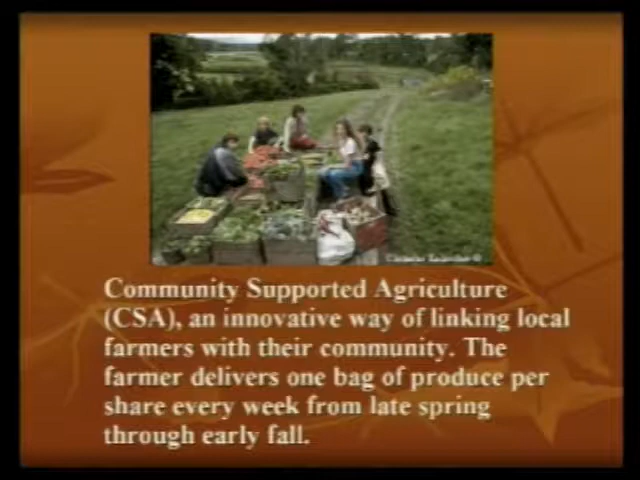 Community Supported Agriculture
(CSA), an innovative way of linking local
farmers with their community. The
farmer delivers one bag of produce per
share every week from late spring
through early fall.